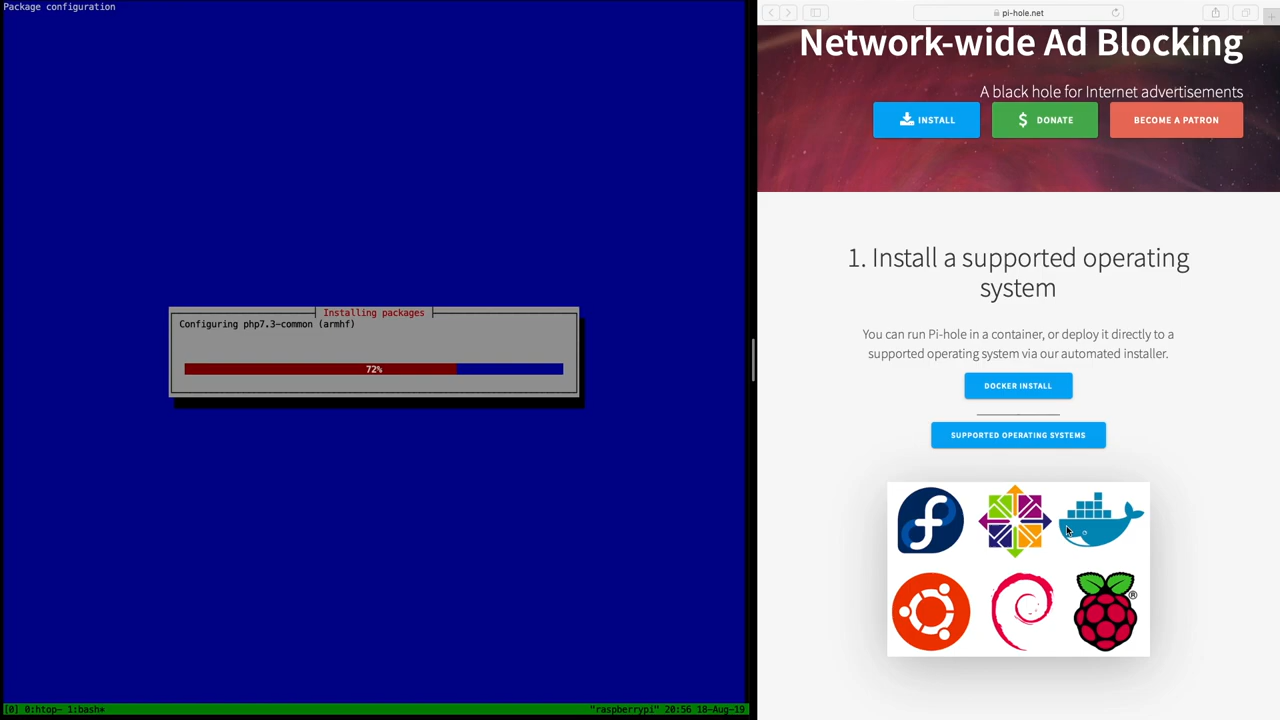 Package configuration
Installing packages
Configuring php7.3-common (armhf)
72%
[0] 0:htop- 1:bash*
"raspberrypi" 20:56 18-Aug-19
pi-hole.net
Network-wide Ad Blocking
A black hole for Internet advertisements
INSTALL
$ DONATE
BECOME A PATRON
1. Install a supported operating
system
You can run Pi-hole in a container, or deploy it directly to a
supported operating system via our automated installer.
DOCKER INSTALL
SUPPORTED OPERATING SYSTEMS
®